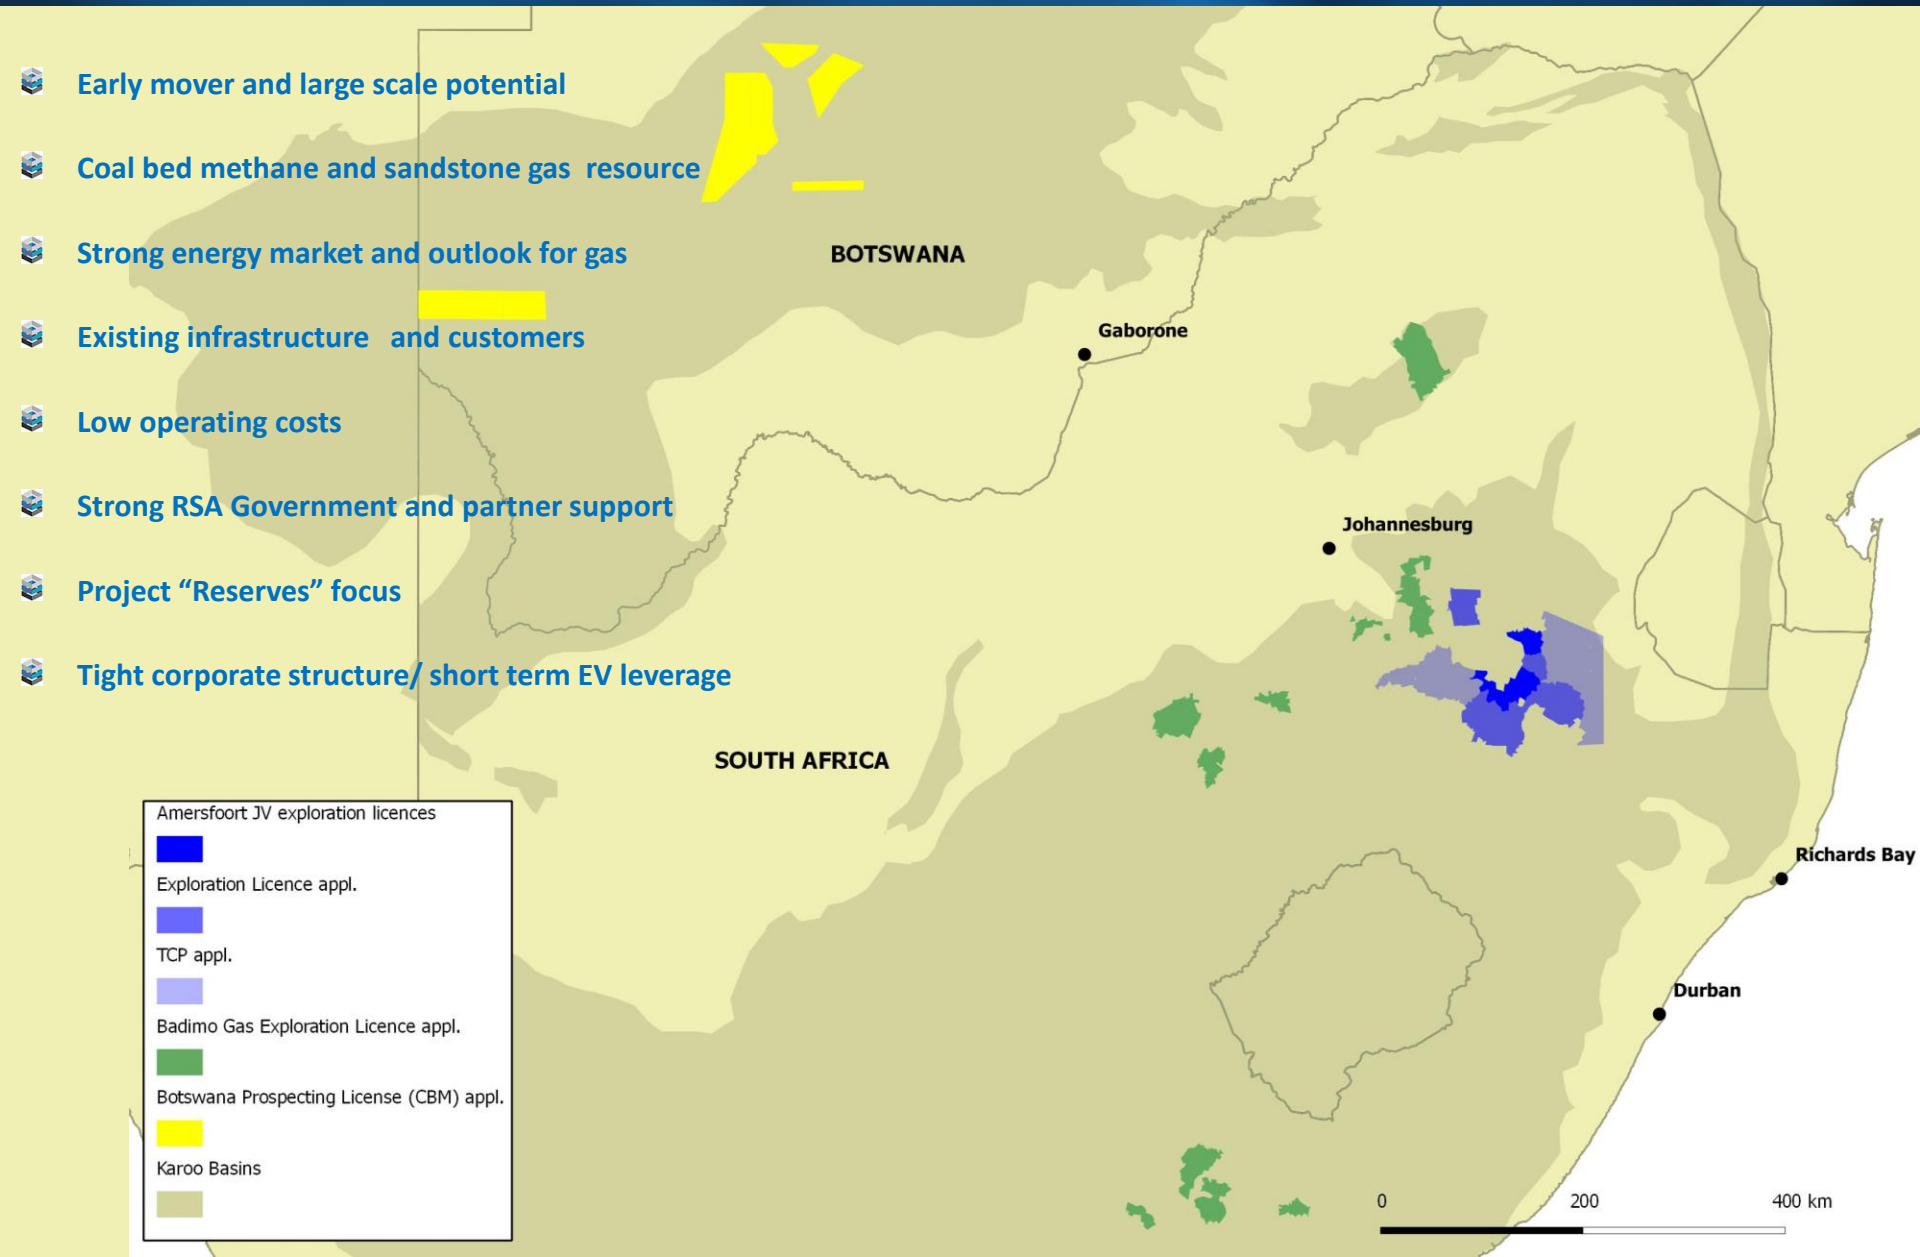 Early mover and large scale potential
Coal bed methane and sandstone gas resource
Strong energy market and outlook for gas
Existing infrastructure and customers
Low operating costs
Strong RSA Government and partner support
Project “Reserves” focus
Tight corporate structure/ short term EV leverage
BOTSWANA
Gaborone
Johannesburg
SOUTH AFRICA
Richards Bay
Durban
Amersfoort JV exploration licences
Exploration Licence appl.
TCP appl.
Badimo Gas Exploration Licence appl.
Botswana Prospecting License (CBM) appl.
Karoo Basins
0 200 400 km